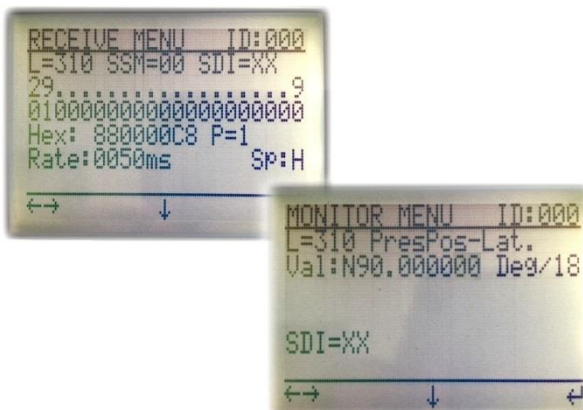 RECEIVE MENU ID:000
L=310 SSM=00 SDI=XX
29...................9
010000000000000000000
Hex: 880000C8 P=1
Rate:0050ms Sp:H
←→ ↓
MONITOR MENU ID:000
L=310 PresPos-Lat.
Val:N90.000000 Deg/18
SDI=XX
←→ ↓